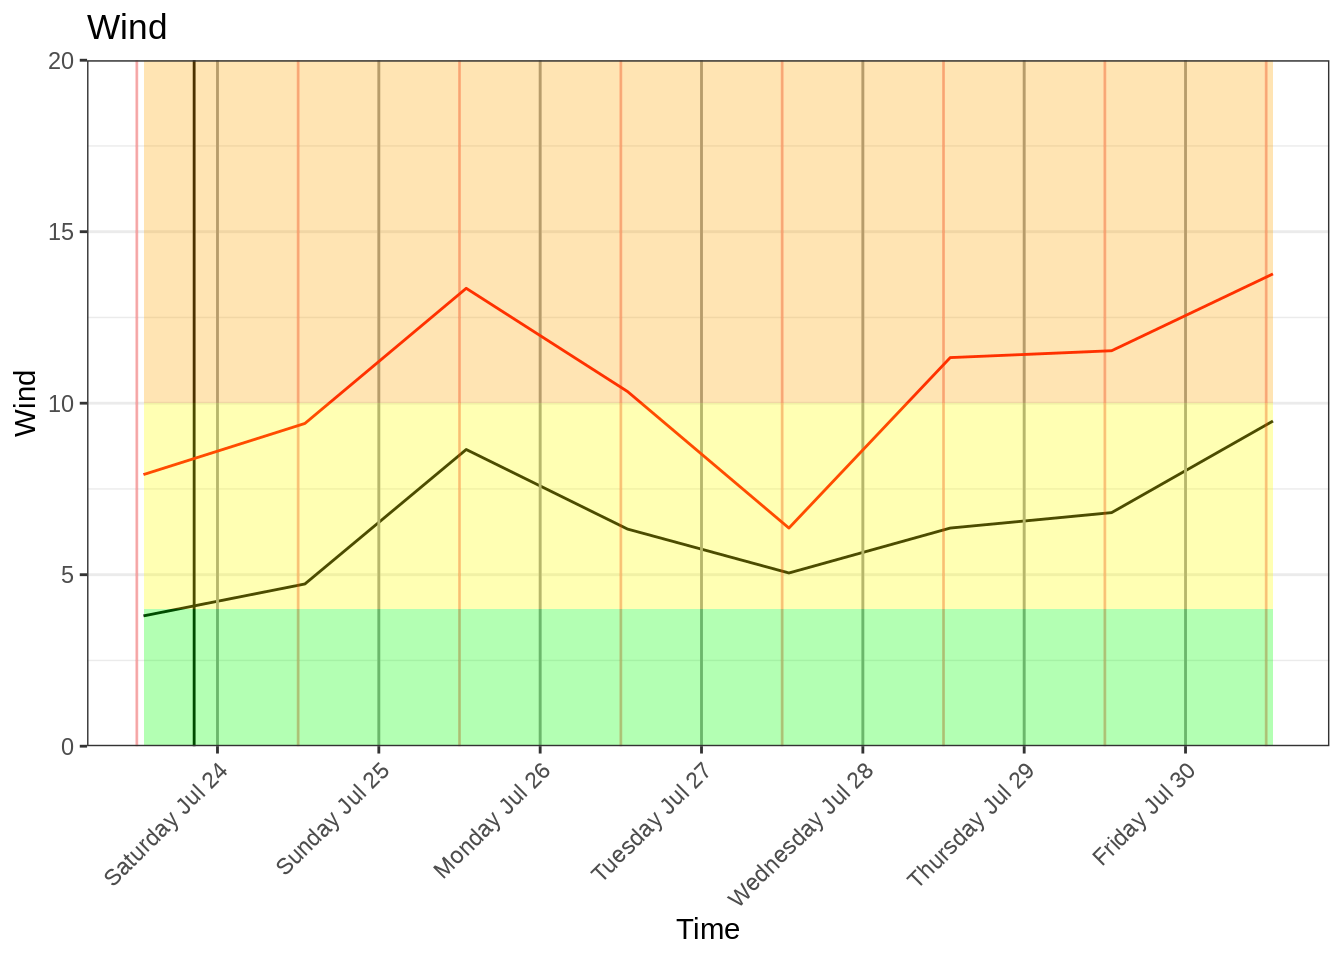 Wind
20
15
10
5
0
Wind
Saturday Jul 24
Sunday Jul 25
Monday Jul 26
Tuesday Jul 27
Wednesday Jul 28
Thursday Jul 29
Friday Jul 30
Time